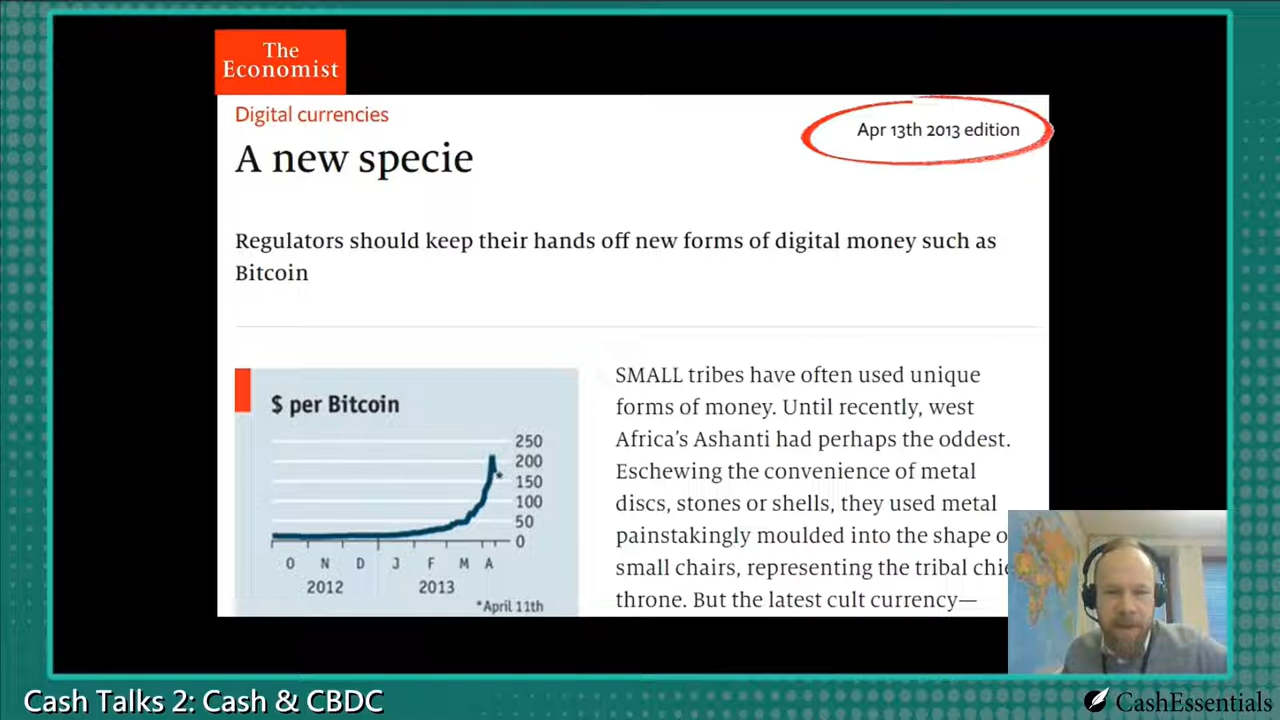 The
Economist
Digital currencies
Apr 13th 2013 edition
A new specie
Regulators should keep their hands off new forms of digital money such as
Bitcoin
$ per Bitcoin
250
200
150
100
50
0
*
O N D J F M A
2012 2013
*April 11th
SMALL tribes have often used unique
forms of money. Until recently, west
Africa's Ashanti had perhaps the oddest.
Eschewing the convenience of metal
discs, stones or shells, they used metal
painstakingly moulded into the shape o
small chairs, representing the tribal chie
throne. But the latest cult currency—
Cash Talks 2: Cash & CBDC
CashEssentials